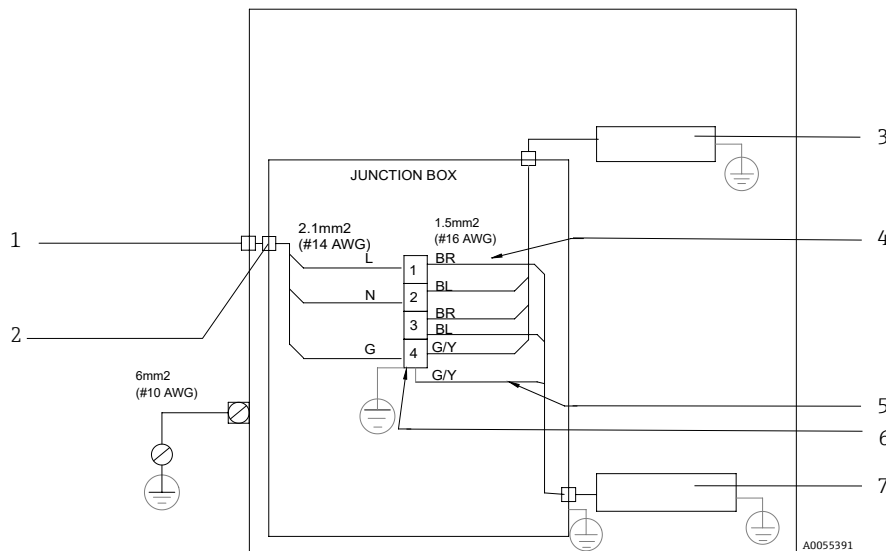 3
JUNCTION BOX
1
2.1mm2
(#14 AWG)
1.5mm2
(#16 AWG)
4
L
1
BR
2
N
2
BL
BR
3
BL
G
4
G/Y
G/Y
6mm2
(#10 AWG)
5
6
7
A0055391